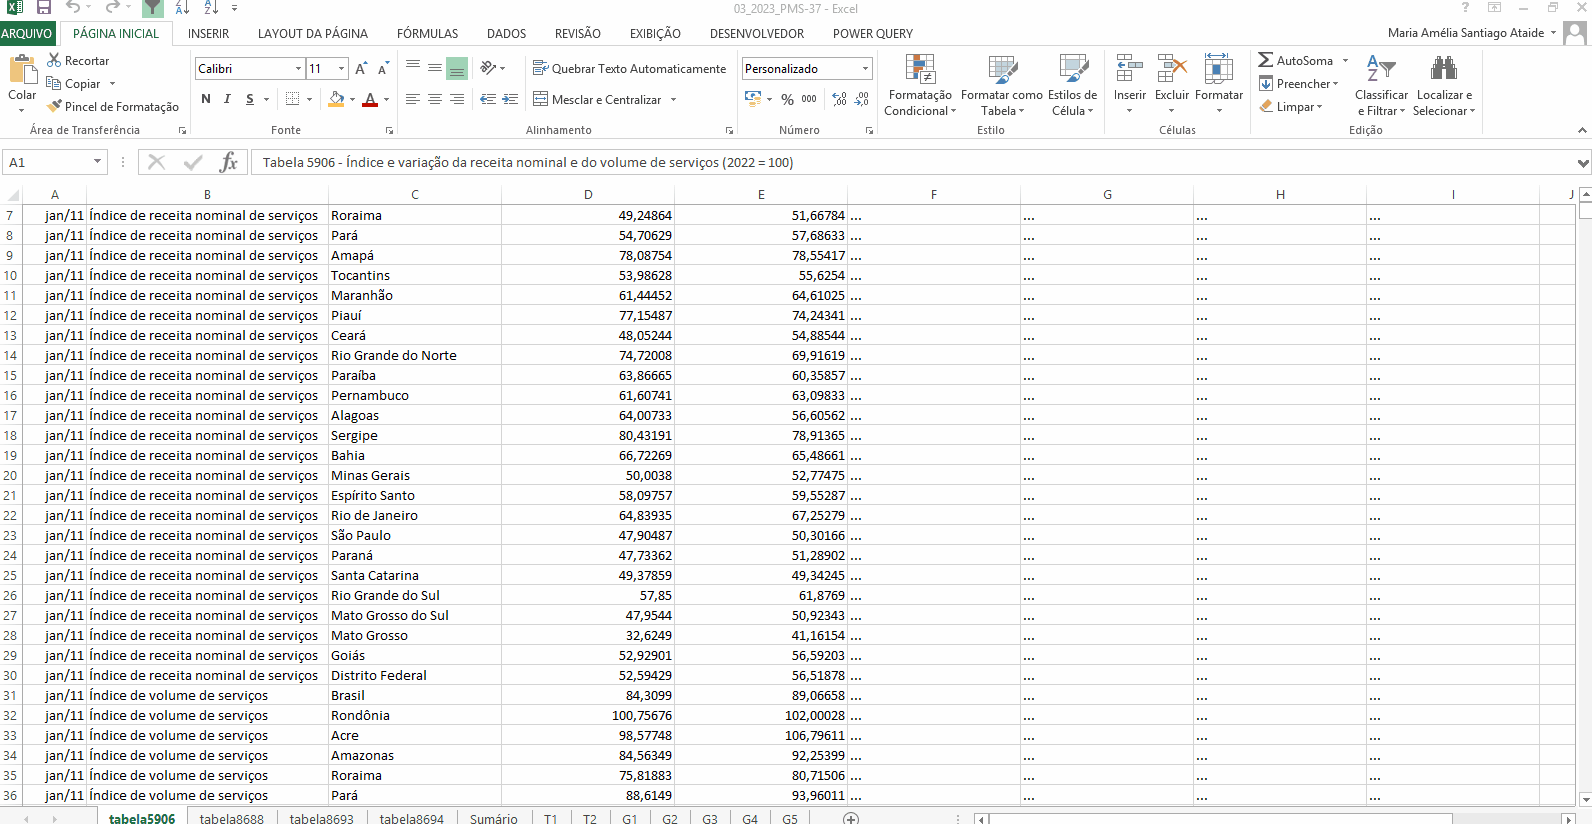 03_2023_PMS-37 - Excel
ARQUIVO PÁGINA INICIAL INSERIR LAYOUT DA PÁGINA FÓRMULAS DADOS REVISÃO EXIBIÇÃO DESENVOLVEDOR POWER QUERY Maria Amélia Santiago Ataide
Colar
Recortar
Copiar
Pincel de Formatação
Área de Transferência
Calibri 11
N I S
Fonte
Quebrar Texto Automaticamente
Mesclar e Centralizar
Alinhamento
Personalizado
% 000
Número
Formatação Condicional
Formatar como Tabela
Estilos de Célula
Estilo
Inserir Excluir Formatar
Células
AutoSoma
Preencher
Limpar
Classificar e Filtrar
Localizar e Selecionar
Edição
A1 fx Tabela 5906 - Índice e variação da receita nominal e do volume de serviços (2022 = 100)
A B C D E F G H I J
7 jan/11 Índice de receita nominal de serviços Roraima 49,24864 51,66784 ... ... ... ...
8 jan/11 Índice de receita nominal de serviços Pará 54,70629 57,68633 ... ... ... ...
9 jan/11 Índice de receita nominal de serviços Amapá 78,08754 78,55417 ... ... ... ...
10 jan/11 Índice de receita nominal de serviços Tocantins 53,98628 55,6254 ... ... ... ...
11 jan/11 Índice de receita nominal de serviços Maranhão 61,44452 64,61025 ... ... ... ...
12 jan/11 Índice de receita nominal de serviços Piauí 77,15487 74,24341 ... ... ... ...
13 jan/11 Índice de receita nominal de serviços Ceará 48,05244 54,88544 ... ... ... ...
14 jan/11 Índice de receita nominal de serviços Rio Grande do Norte 74,72008 69,91619 ... ... ... ...
15 jan/11 Índice de receita nominal de serviços Paraíba 63,86665 60,35857 ... ... ... ...
16 jan/11 Índice de receita nominal de serviços Pernambuco 61,60741 63,09833 ... ... ... ...
17 jan/11 Índice de receita nominal de serviços Alagoas 64,00733 56,60562 ... ... ... ...
18 jan/11 Índice de receita nominal de serviços Sergipe 80,43191 78,91365 ... ... ... ...
19 jan/11 Índice de receita nominal de serviços Bahia 66,72269 65,48661 ... ... ... ...
20 jan/11 Índice de receita nominal de serviços Minas Gerais 50,0038 52,77475 ... ... ... ...
21 jan/11 Índice de receita nominal de serviços Espírito Santo 58,09757 59,55287 ... ... ... ...
22 jan/11 Índice de receita nominal de serviços Rio de Janeiro 64,83935 67,25279 ... ... ... ...
23 jan/11 Índice de receita nominal de serviços São Paulo 47,90487 50,30166 ... ... ... ...
24 jan/11 Índice de receita nominal de serviços Paraná 47,73362 51,28902 ... ... ... ...
25 jan/11 Índice de receita nominal de serviços Santa Catarina 49,37859 49,34245 ... ... ... ...
26 jan/11 Índice de receita nominal de serviços Rio Grande do Sul 57,85 61,8769 ... ... ... ...
27 jan/11 Índice de receita nominal de serviços Mato Grosso do Sul 47,9544 50,92343 ... ... ... ...
28 jan/11 Índice de receita nominal de serviços Mato Grosso 32,6249 41,16154 ... ... ... ...
29 jan/11 Índice de receita nominal de serviços Goiás 52,92901 56,59203 ... ... ... ...
30 jan/11 Índice de receita nominal de serviços Distrito Federal 52,59429 56,51878 ... ... ... ...
31 jan/11 Índice de volume de serviços Brasil 84,3099 89,06658 ... ... ... ...
32 jan/11 Índice de volume de serviços Rondônia 100,75676 102,00028 ... ... ... ...
33 jan/11 Índice de volume de serviços Acre 98,57748 106,79611 ... ... ... ...
34 jan/11 Índice de volume de serviços Amazonas 84,56349 92,25399 ... ... ... ...
35 jan/11 Índice de volume de serviços Roraima 75,81883 80,71506 ... ... ... ...
36 jan/11 Índice de volume de serviços Pará 88,6149 93,96011 ... ... ... ...
tabela5906 tabela8688 tabela8693 tabela8694 Sumário T1 T2 G1 G2 G3 G4 G5